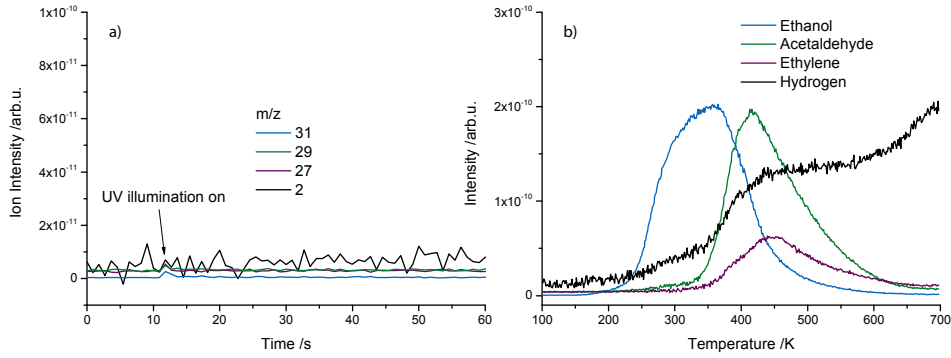 a)
1x10⁻¹⁰
8x10⁻¹¹
6x10⁻¹¹
4x10⁻¹¹
2x10⁻¹¹
0
Ion Intensity /arb.u.
m/z
31
29
27
2
UV illumination on
0 10 20 30 40 50 60
Time /s
b)
3x10⁻¹⁰
2x10⁻¹⁰
1x10⁻¹⁰
0
Intensity /arb.u.
Ethanol
Acetaldehyde
Ethylene
Hydrogen
100 200 300 400 500 600 700
Temperature /K